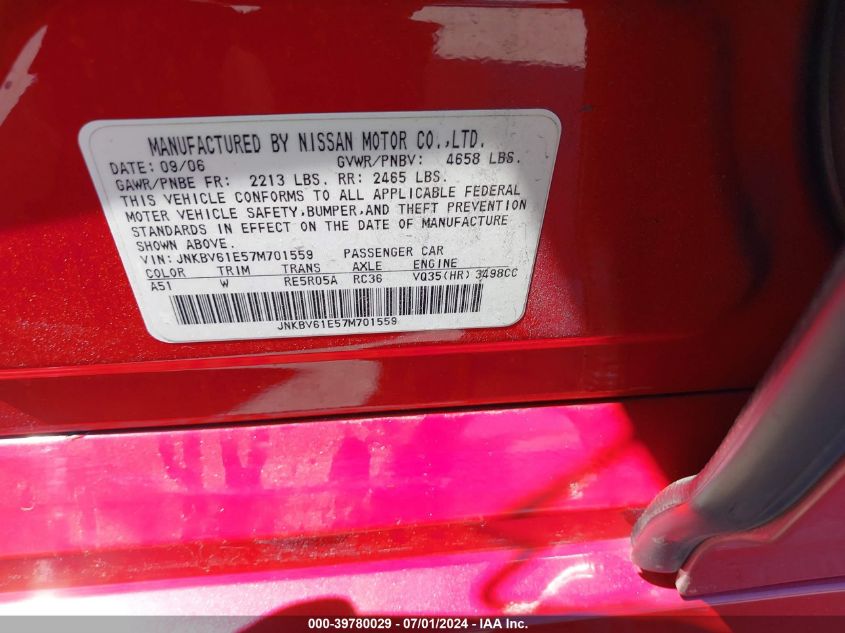 MANUFACTURED BY NISSAN MOTOR CO.,LTD.
DATE: 09/06 GVWR/PNBV: 4658 LBS.
GAWR/PNBE FR: 2213 LBS. RR: 2465 LBS.
THIS VEHICLE CONFORMS TO ALL APPLICABLE FEDERAL
MOTER VEHICLE SAFETY,BUMPER,AND THEFT PREVENTION
STANDARDS IN EFFECT ON THE DATE OF MANUFACTURE
SHOWN ABOVE.
VIN: JNKBV61E57M701559 PASSENGER CAR
COLOR TRIM TRANS AXLE ENGINE
A51 W RE5R05A RC36 VQ35(HR) 3498CC
JNKBV61E57M701559
000-39780029 - 07/01/2024 - IAA Inc.